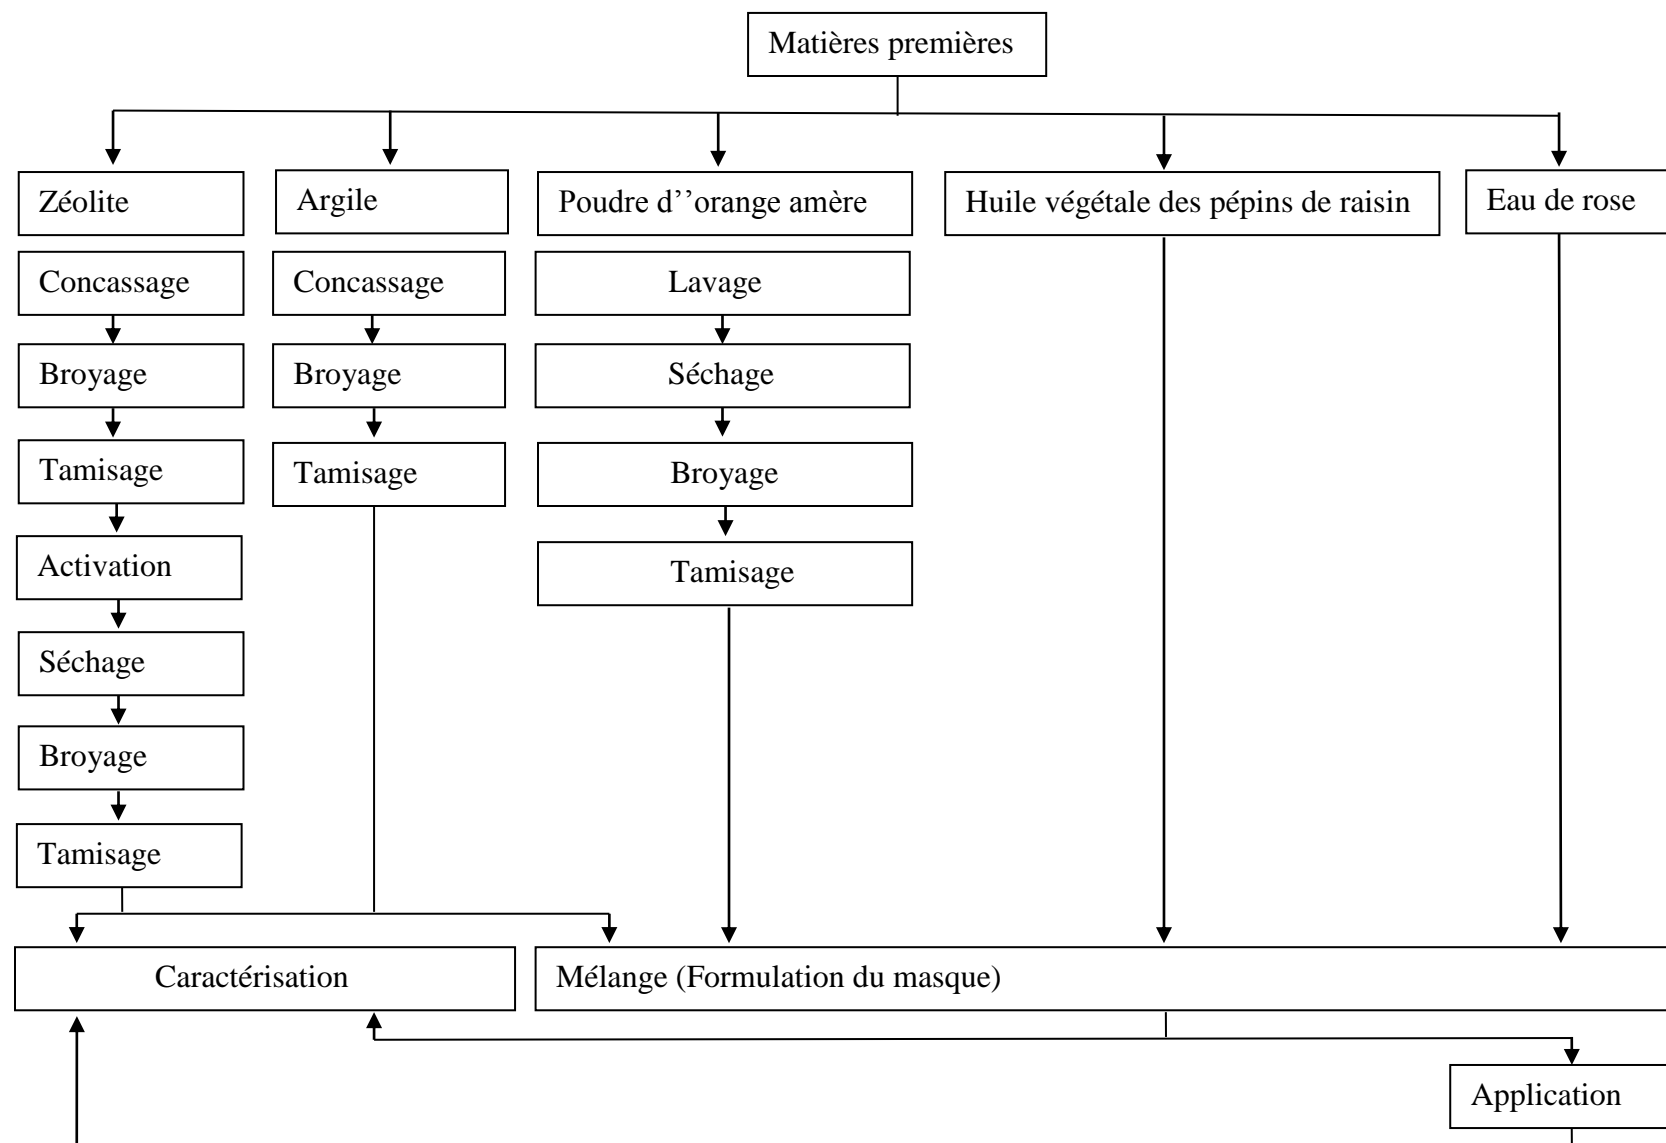 Matières premières
Zéolite
Argile
Poudre d’’orange amère
Huile végétale des pépins de raisin
Eau de rose
Concassage
Concassage
Lavage
Broyage
Broyage
Séchage
Tamisage
Tamisage
Broyage
Activation
Tamisage
Séchage
Broyage
Tamisage
Caractérisation
Mélange (Formulation du masque)
Application